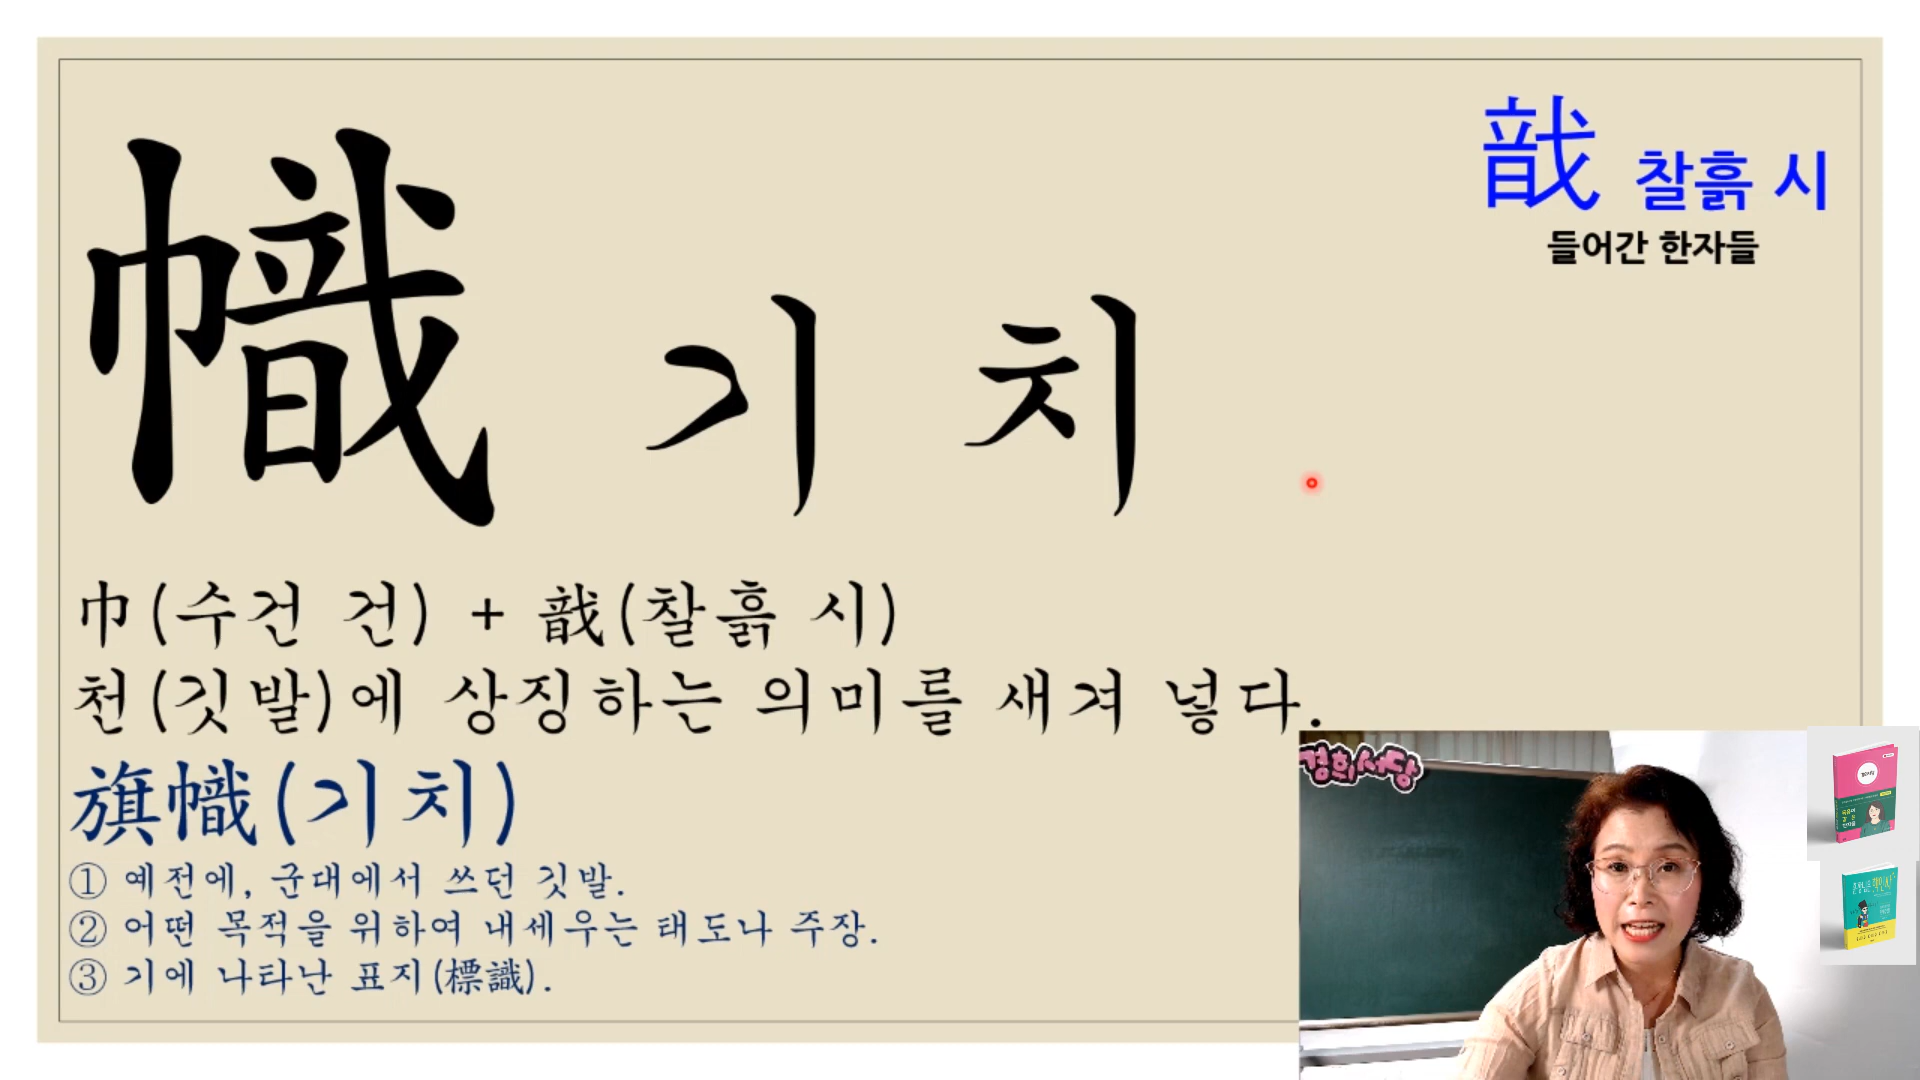 戠 찰흙 시
들어간 한자들
幟 기 치
巾(수건 건) + 戠(찰흙 시)
천(깃발)에 상징하는 의미를 새겨 넣다.
旗幟(기치)
① 예전에, 군대에서 쓰던 깃발.
② 어떤 목적을 위하여 내세우는 태도나 주장.
③ 기에 나타난 표지(標識).
경희서당